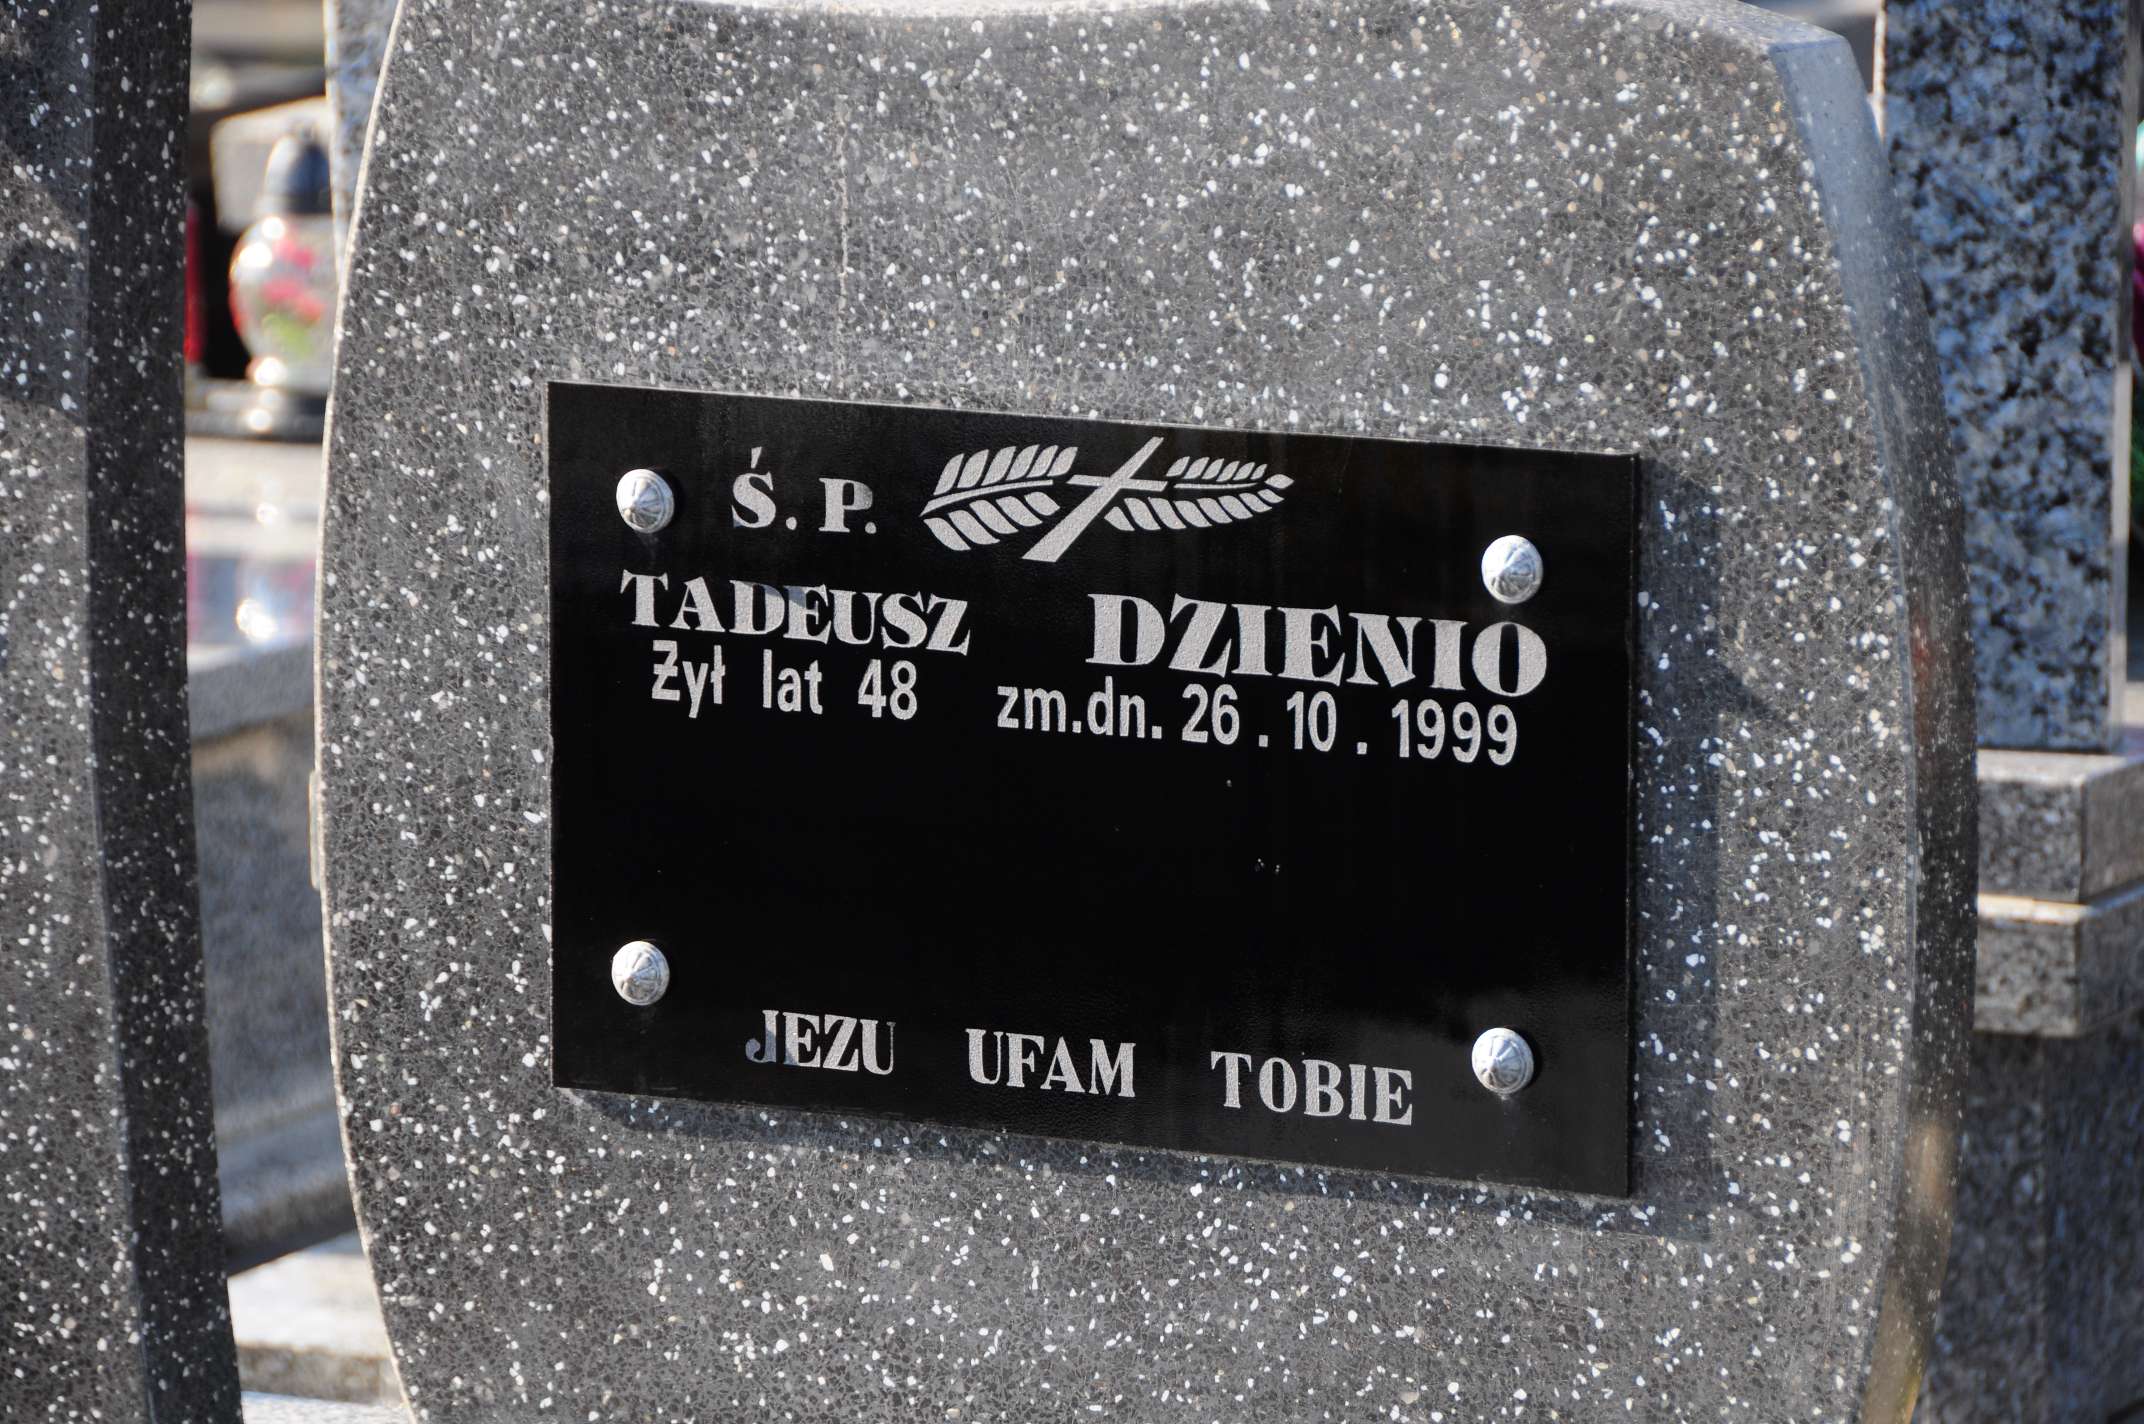 Ś. P.
TADEUSZ DZIENIO
Żył lat 48 zm.dn. 26.10.1999
JEZU UFAM TOBIE